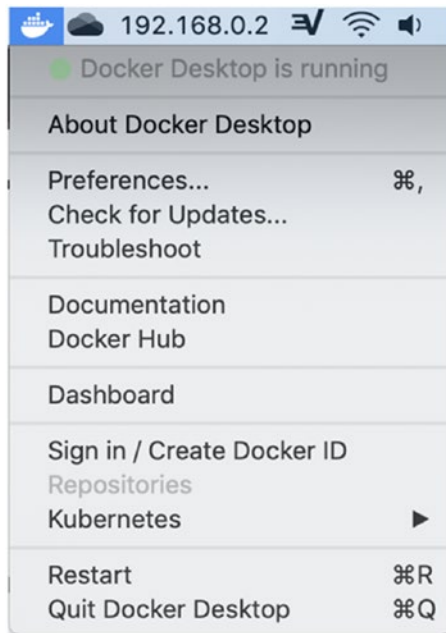 192.168.0.2
Docker Desktop is running
About Docker Desktop
Preferences... ⌘,
Check for Updates...
Troubleshoot
Documentation
Docker Hub
Dashboard
Sign in / Create Docker ID
Repositories
Kubernetes ▶
Restart ⌘R
Quit Docker Desktop ⌘Q